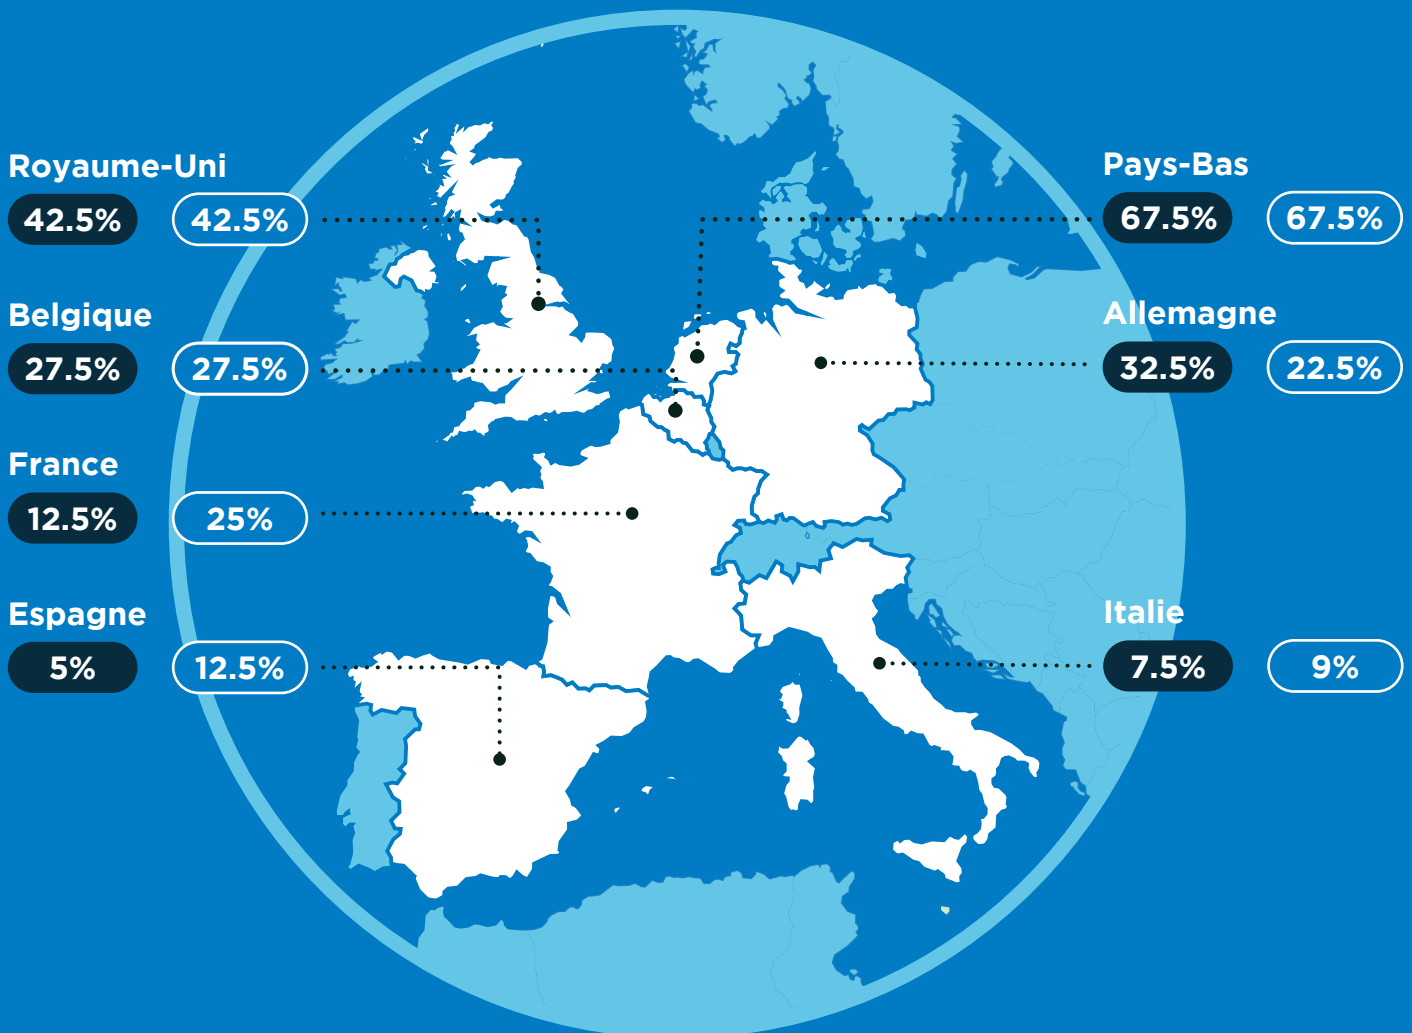 Royaume-Uni
42.5% 42.5%
Belgique
27.5% 27.5%
France
12.5% 25%
Espagne
5% 12.5%
Pays-Bas
67.5% 67.5%
Allemagne
32.5% 22.5%
Italie
7.5% 9%